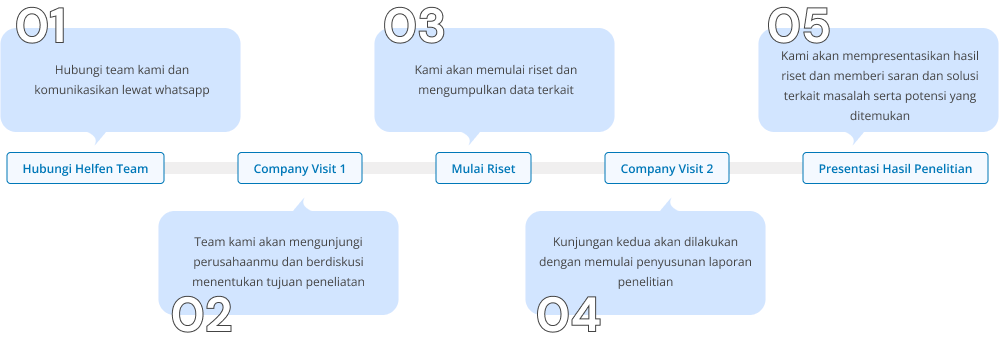 01
Hubungi team kami dan
komunikasikan lewat whatsapp
Hubungi Helfen Team
Company Visit 1
Team kami akan mengunjungi
perusahaanmu dan berdiskusi
menentukan tujuan peneliatan
02
03
Kami akan memulai riset dan
mengumpulkan data terkait
Mulai Riset
Company Visit 2
Kunjungan kedua akan dilakukan
dengan memulai penyusunan laporan
penelitian
04
05
Kami akan mempresentasikan hasil
riset dan memberi saran dan solusi
terkait masalah serta potensi yang
ditemukan
Presentasi Hasil Penelitian